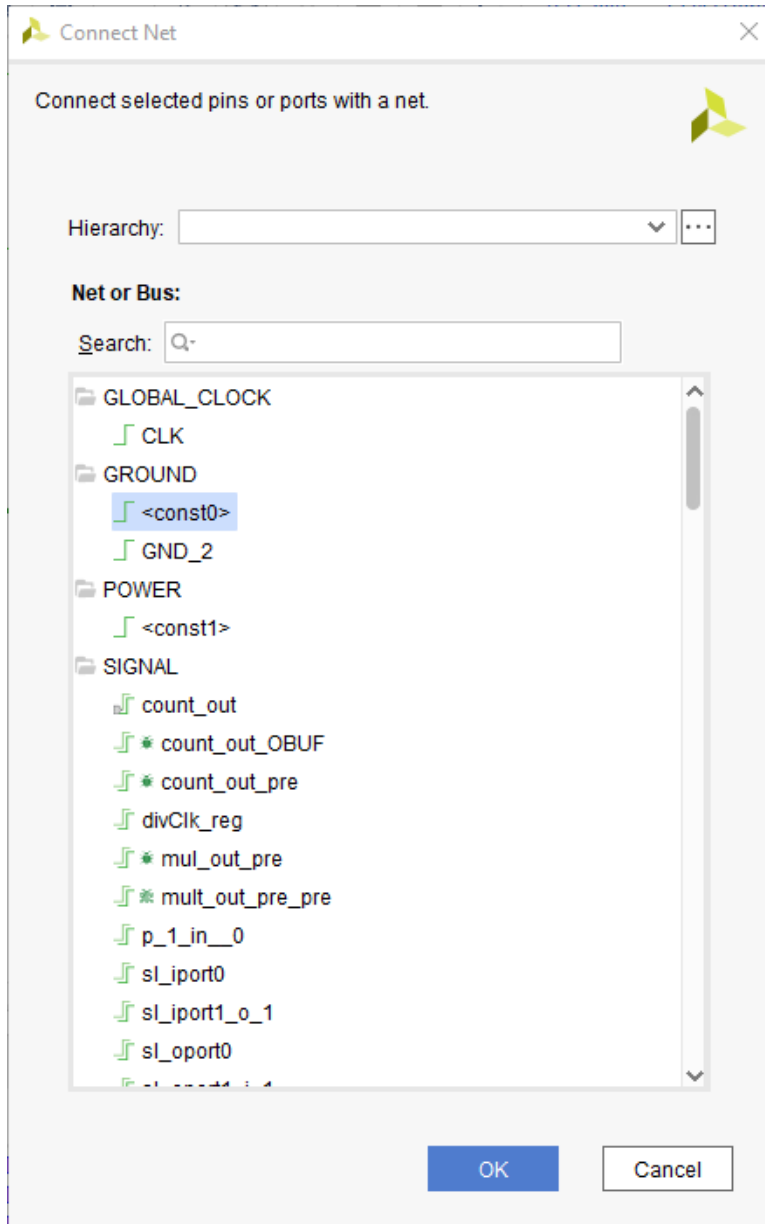 Connect Net
Connect selected pins or ports with a net.
Hierarchy:
Net or Bus:
Search:
GLOBAL_CLOCK
CLK
GROUND
<const0>
GND_2
POWER
<const1>
SIGNAL
count_out
count_out_OBUF
count_out_pre
divClk_reg
mul_out_pre
mult_out_pre_pre
p_1_in__0
sl_iport0
sl_iport1_o_1
sl_oport0
OK
Cancel